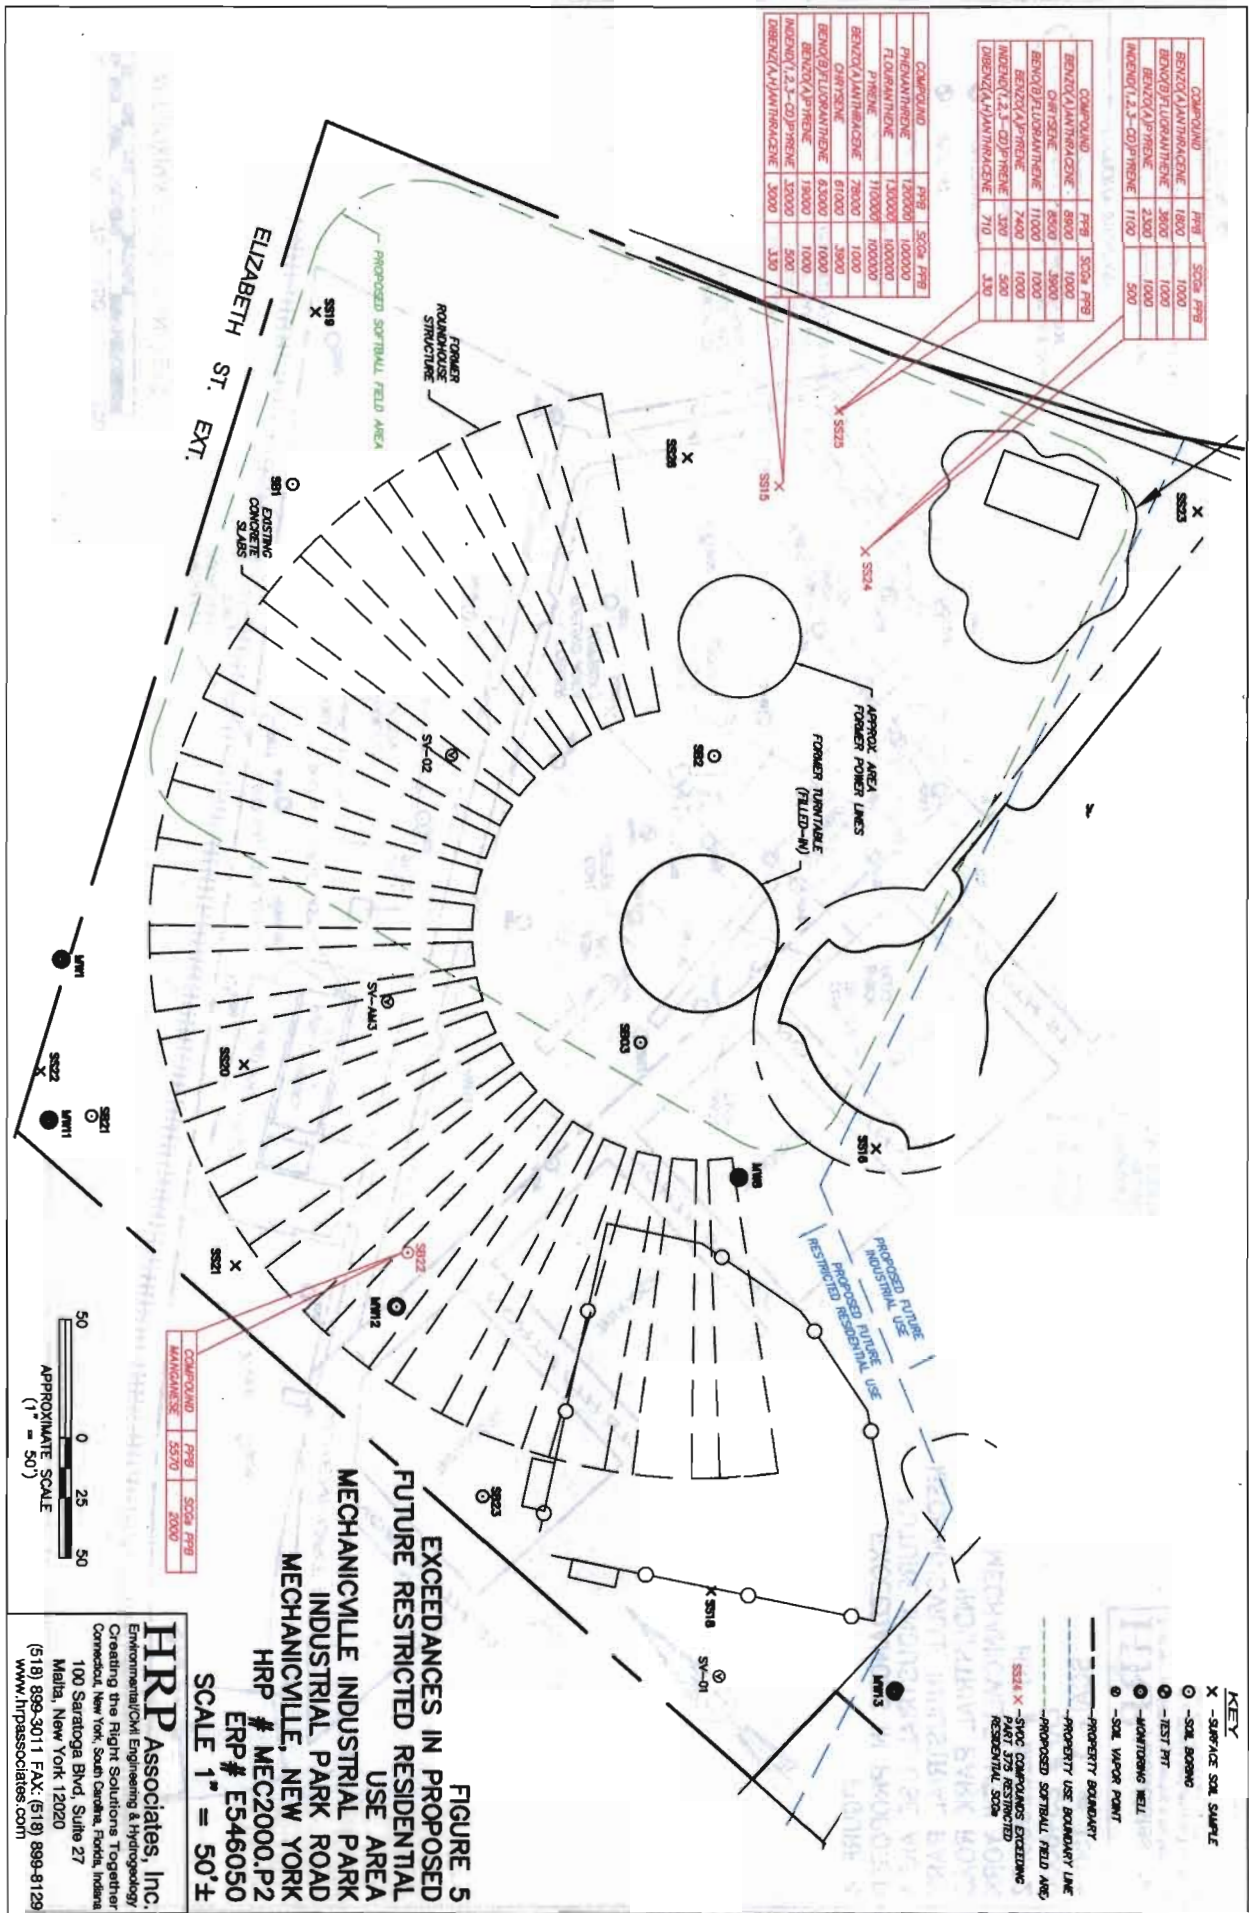 COMPOUND PPB SCGs PPB
BENZO(A)ANTHRACENE 1800 1000
BENO(B)FLUORANTHENE 3600 1000
BENZO(A)PYRENE 2300 1000
INDENO(1,2,3-CD)PYRENE 1100 500
COMPOUND PPB SCGs PPB
BENZO(A)ANTHRACENE 8900 1000
CHRYSENE 8500 3900
BENO(B)FLUORANTHENE 11000 1000
BENZO(A)PYRENE 7400 1000
INDENO(1,2,3-CD)PYRENE 320 500
DIBENZ(A,H)ANTHRACENE 710 330
COMPOUND PPB SCGs PPB
PHENANTHRENE 120000 100000
FLOURANTHENE 130000 100000
PYRENE 110000 100000
BENZO(A)ANTHRACENE 78000 1000
CHRYSENE 61000 3900
BENO(B)FLUORANTHENE 63000 1000
BENZO(A)PYRENE 19000 1000
INDENO(1,2,3-CD)PYRENE 32000 500
DIBENZ(A,H)ANTHRACENE 3000 330
SS23
SS25
SS24
SS15
SS26
FORMER
ROUNDHOUSE
STRUCTURE
PROPOSED SOFTBALL FIELD AREA
SS19
ELIZABETH ST. EXT.
SB1
EXISTING
CONCRETE
SLABS
APPROX. AREA
FORMER POWER LINES
SB2
FORMER TURNTABLE
(FILLED-IN)
SV-02
SB03
SV-AM3
SS20
MW1
SS22
MW11
SB21
SS16
MW8
SS21
SB22
MW12
PROPOSED FUTURE
INDUSTRIAL USE
PROPOSED FUTURE
RESTRICTED RESIDENTIAL USE
COMPOUND PPB SCGs PPB
MANGANESE 5570 2000
SB23
SS18
SV-01
MW13
50 0 25 50
APPROXIMATE SCALE
(1" = 50')
KEY
X -SURFACE SOIL SAMPLE
-SOIL BORING
-TEST PIT
-MONITORING WELL
-SOIL VAPOR POINT
-PROPERTY BOUNDARY
-PROPERTY USE BOUNDARY LINE
-PROPOSED SOFTBALL FIELD AREA
SS24 X -SVOC COMPOUNDS EXCEEDING
PART 375 RESTRICTED
RESIDENTIAL SCGs
FIGURE 5
EXCEEDANCES IN PROPOSED
FUTURE RESTRICTED RESIDENTIAL
USE AREA
MECHANICVILLE INDUSTRIAL PARK
INDUSTRIAL PARK ROAD
MECHANICVILLE, NEW YORK
HRP # MEC2000.P2
ERP# E546050
SCALE 1" = 50'±
HRP Associates, Inc.
Environmental/Civil Engineering & Hydrogeology
Creating the Right Solutions Together
Connecticut, New York, South Carolina, Florida, Indiana
100 Saratoga Blvd, Suite 27
Malta, New York 12020
(518) 899-3011 FAX: (518) 899-8129
www.hrpassociates.com